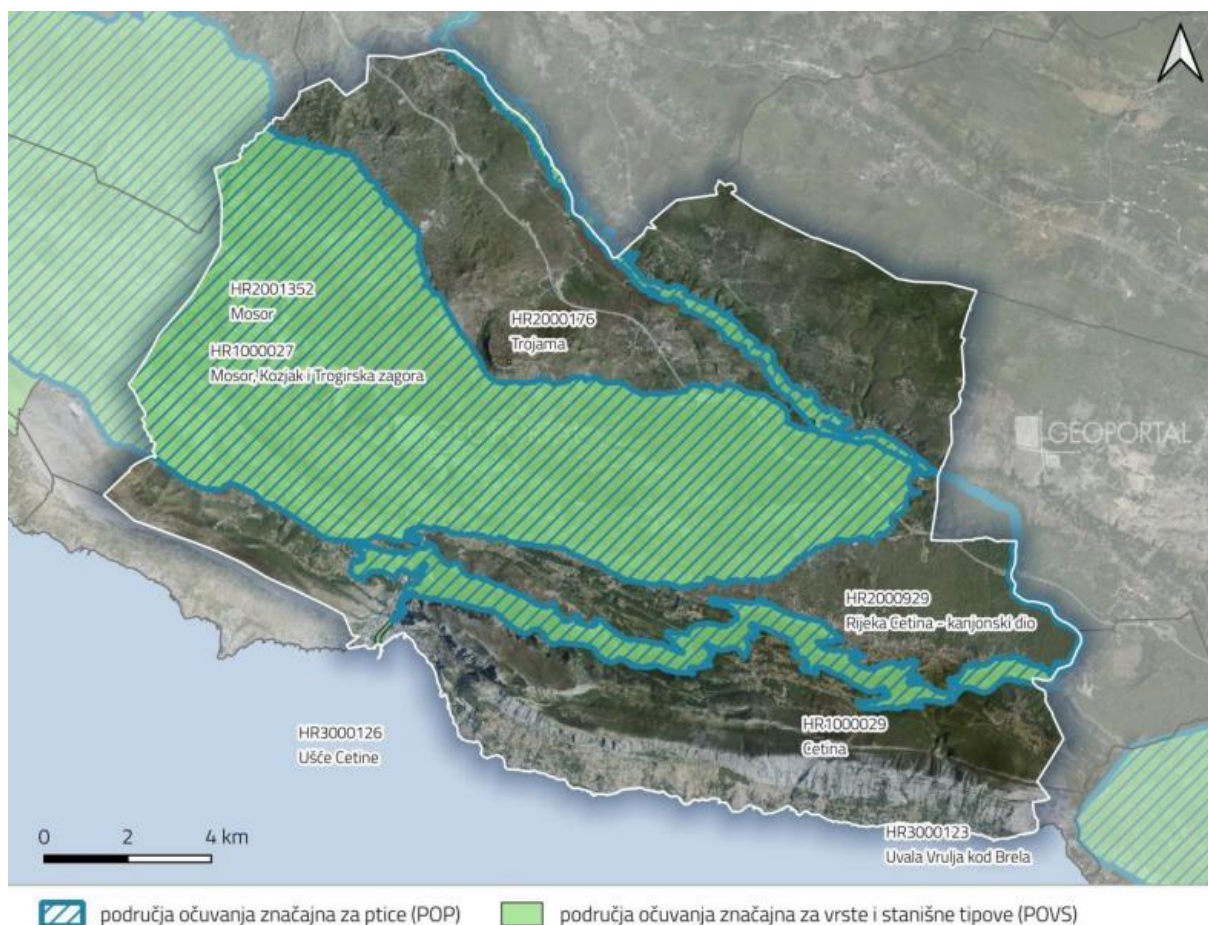 HR2001352
Mosor
HR1000027
Mosor, Kozjak i Trogirska zagora
HR2000176
Trojama
GEOPORTAL
GEOPORTAL
HR2000929
Rijeka Cetina - kanjonski dio
HR3000126
Ušće Cetine
HR1000029
Cetina
HR3000123
Uvala Vrulja kod Brela
0 2 4 km
područja očuvanja značajna za ptice (POP) područja očuvanja značajna za vrste i stanišne tipove (POVS)